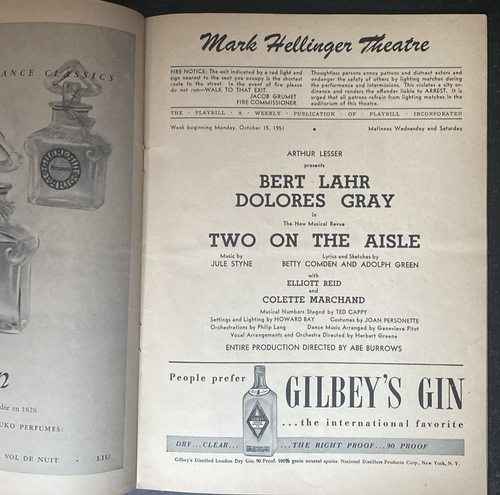 ANCE CLASSICS
GUERLAIN
dée en 1828
UKO PERFUMES:
VOL DE NUIT · LIU
Mark Hellinger Theatre
FIRE NOTICE: The exit indicated by a red light and
sign nearest to the seat you occupy is the shortest
route to the street. In the event of fire please
do not run—WALK TO THAT EXIT.
JACOB GRUMET
FIRE COMMISSIONER
Thoughtless persons annoy patrons and distract actors and
endanger the safety of others by lighting matches during
the performance and intermissions. This violates a city or-
dinance and renders the offender liable to ARREST. It is
urged that all patrons refrain from lighting matches in the
auditorium of this theatre.
THE · PLAYBILL · A · WEEKLY · PUBLICATION · OF · PLAYBILL · INCORPORATED
Week beginning Monday, October 15, 1951 • Matinees Wednesday and Saturday
ARTHUR LESSER
presents
BERT LAHR
DOLORES GRAY
in
The New Musical Revue
TWO ON THE AISLE
Music by
JULE STYNE
Lyrics and Sketches by
BETTY COMDEN AND ADOLPH GREEN
with
ELLIOTT REID
and
COLETTE MARCHAND
Musical Numbers Staged by TED CAPPY
Settings and Lighting by HOWARD BAY Costumes by JOAN PERSONETTE
Orchestrations by Philip Lang Dance Music Arranged by Genevieve Pitot
Vocal Arrangements and Orchestra Directed by Herbert Greene
ENTIRE PRODUCTION DIRECTED BY ABE BURROWS
People prefer GILBEY'S GIN
...the international favorite
DRY...CLEAR... ...THE RIGHT PROOF...90 PROOF
Gilbey's Distilled London Dry Gin, 90 Proof. 100% grain neutral spirits. National Distillers Products Corp., New York, N. Y.